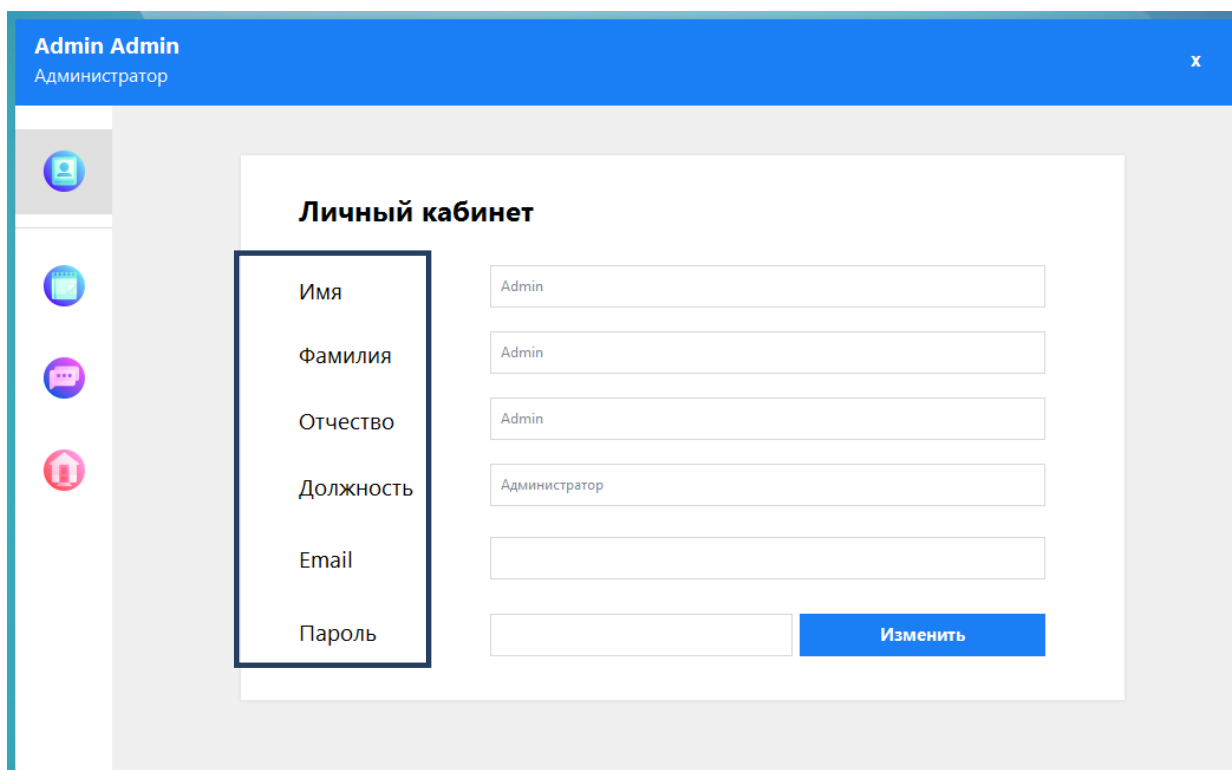 Admin Admin
Администратор
x
Личный кабинет
Имя
Admin
Фамилия
Admin
Отчество
Admin
Должность
Администратор
Email
Пароль
Изменить